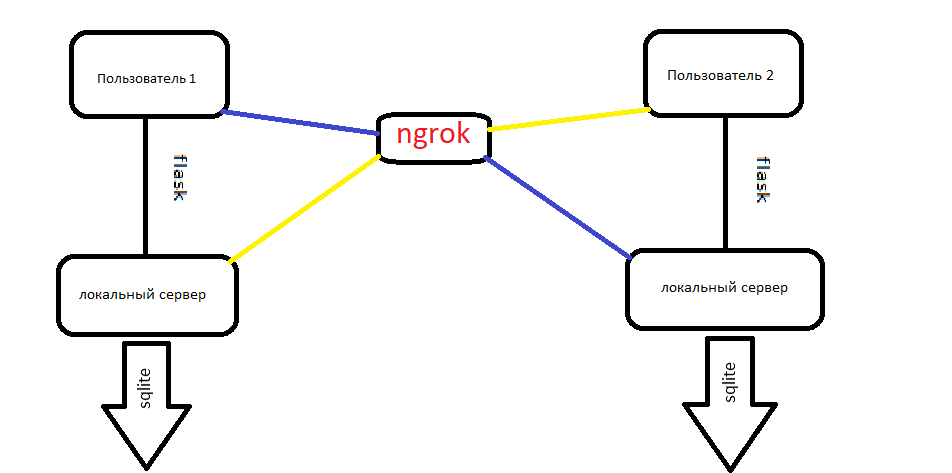 Пользователь 1
Пользователь 2
ngrok
flask
flask
локальный сервер
локальный сервер
sqlite
sqlite